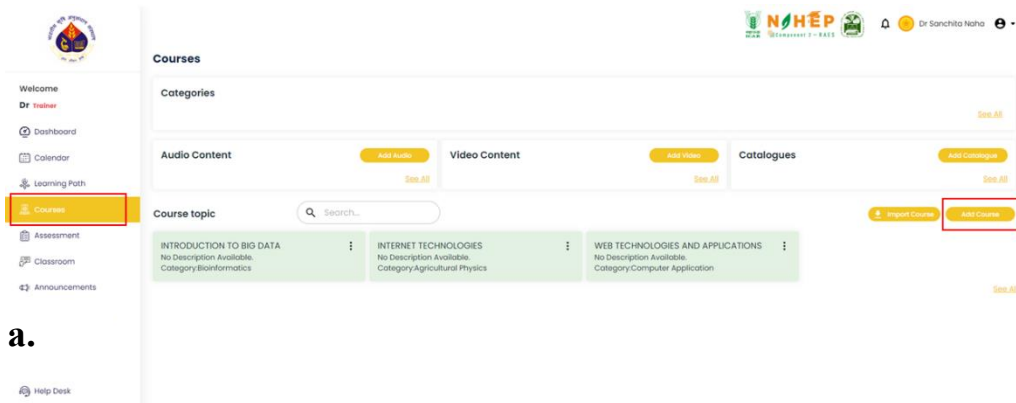 NAHEP
Component 2 - RAES
Dr Sanchita Naha
Welcome
Dr Trainer
Dashboard
Calendar
Learning Path
Courses
Assessment
Classroom
Announcements
a.
Help Desk
Courses
Categories
See All
Audio Content
Add Audio
See All
Video Content
Add Video
See All
Catalogues
Add Catalogue
See All
Course topic
Search...
Import Course
Add Course
INTRODUCTION TO BIG DATA
No Description Available.
Category:Bioinformatics
INTERNET TECHNOLOGIES
No Description Available.
Category:Agricultural Physics
WEB TECHNOLOGIES AND APPLICATIONS
No Description Available.
Category:Computer Application
See All